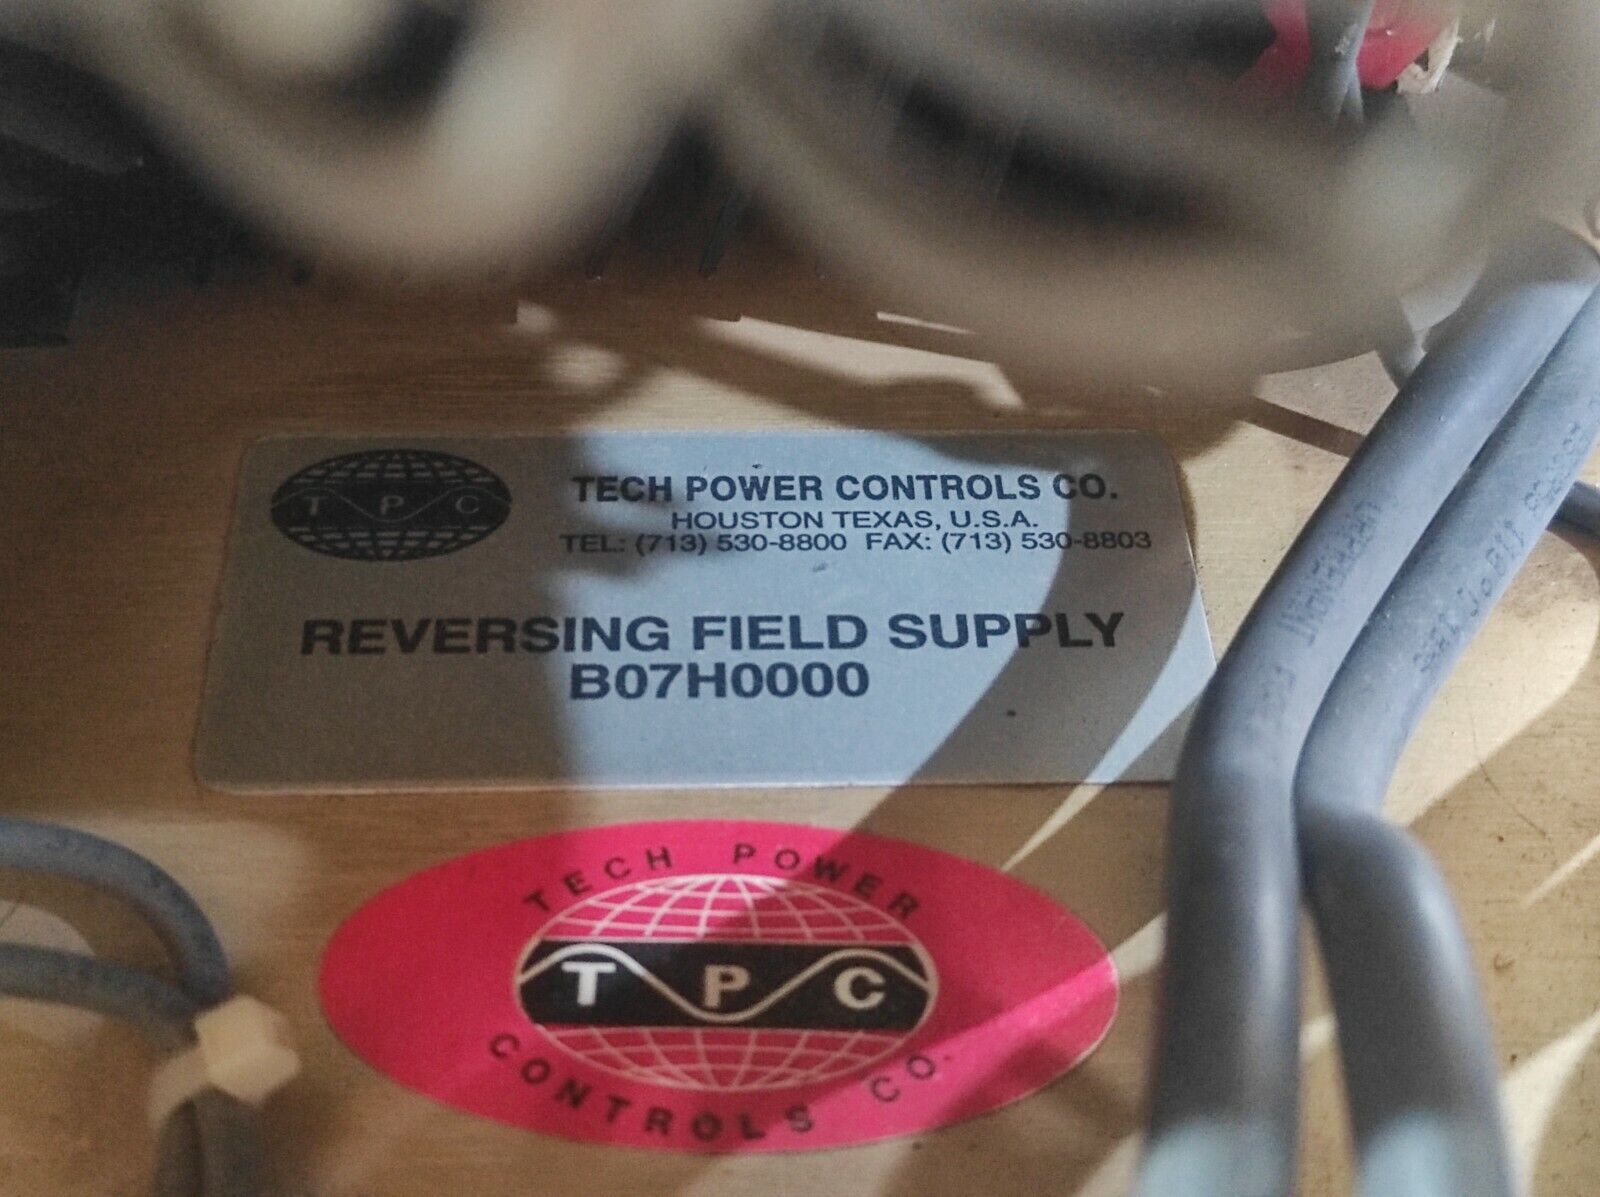 T P C
TECH POWER CONTROLS CO.
HOUSTON TEXAS, U.S.A.
TEL: (713) 530-8800 FAX: (713) 530-8803
REVERSING FIELD SUPPLY
B07H0000
TECH POWER
T P C
CONTROLS CO.